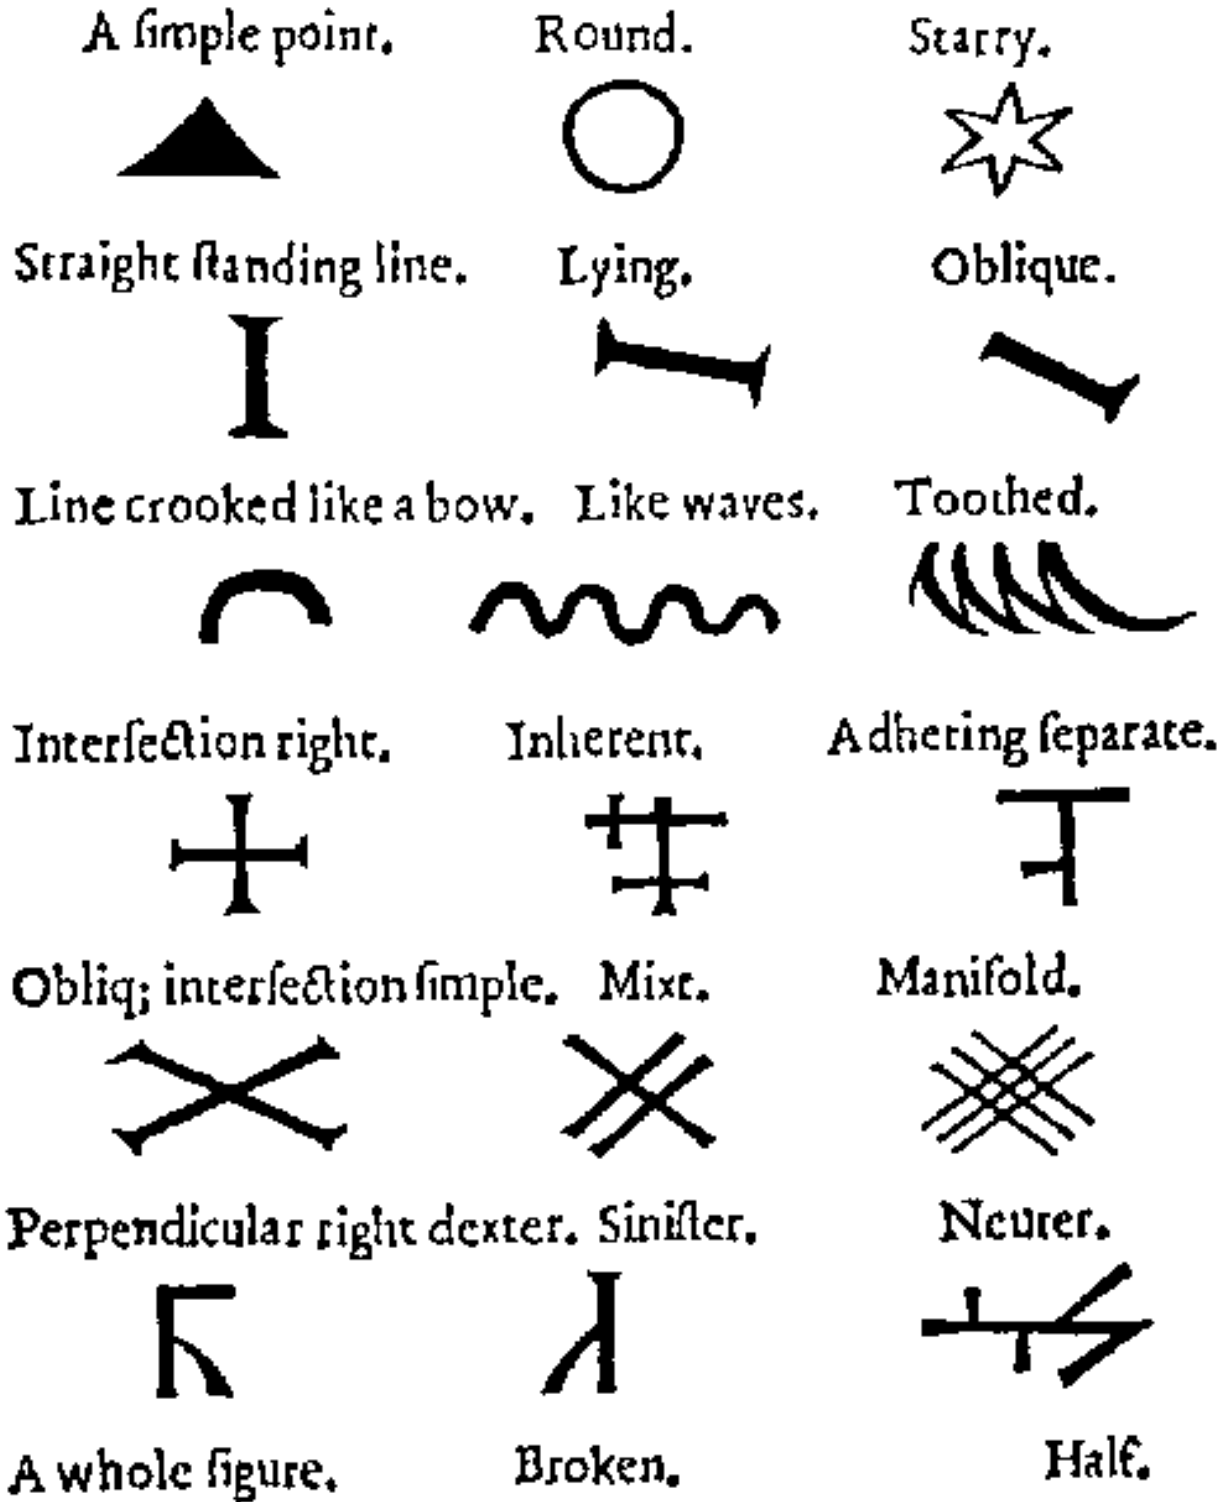 A ſimple point. Round. Starry.
Straight ſtanding line. Lying. Oblique.
Line crooked like a bow. Like waves. Toothed.
Interſection right. Inherent. Adhering ſeparate.
Obliq; interſection ſimple. Mixt. Manifold.
Perpendicular right dexter. Siniſter. Neuter.
A whole figure. Broken. Half.